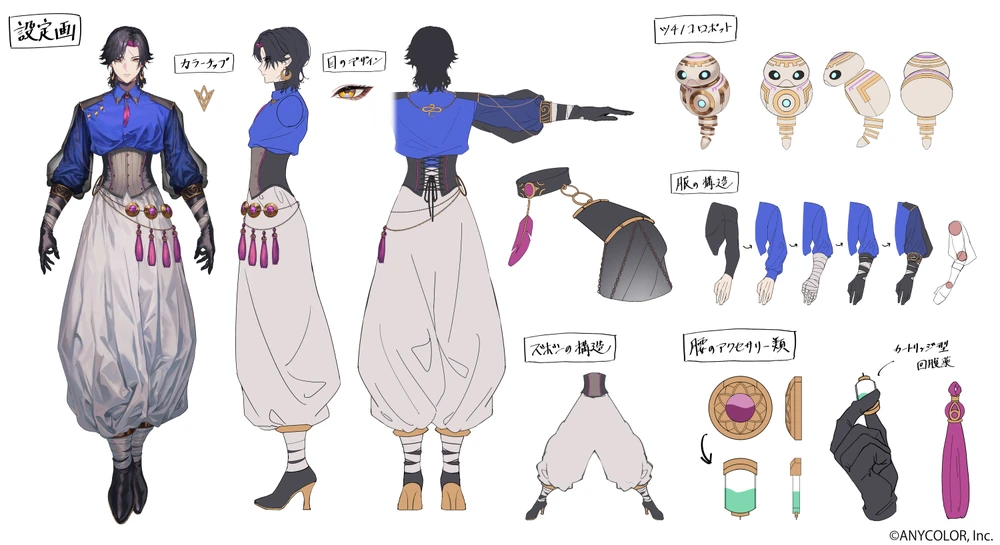 設定画
カラーチップ
目のデザイン
ツチノコロボット
服の構造
ズボンの構造
腰のアクセサリー類
カートリッジ型
回復薬
©ANYCOLOR, Inc.